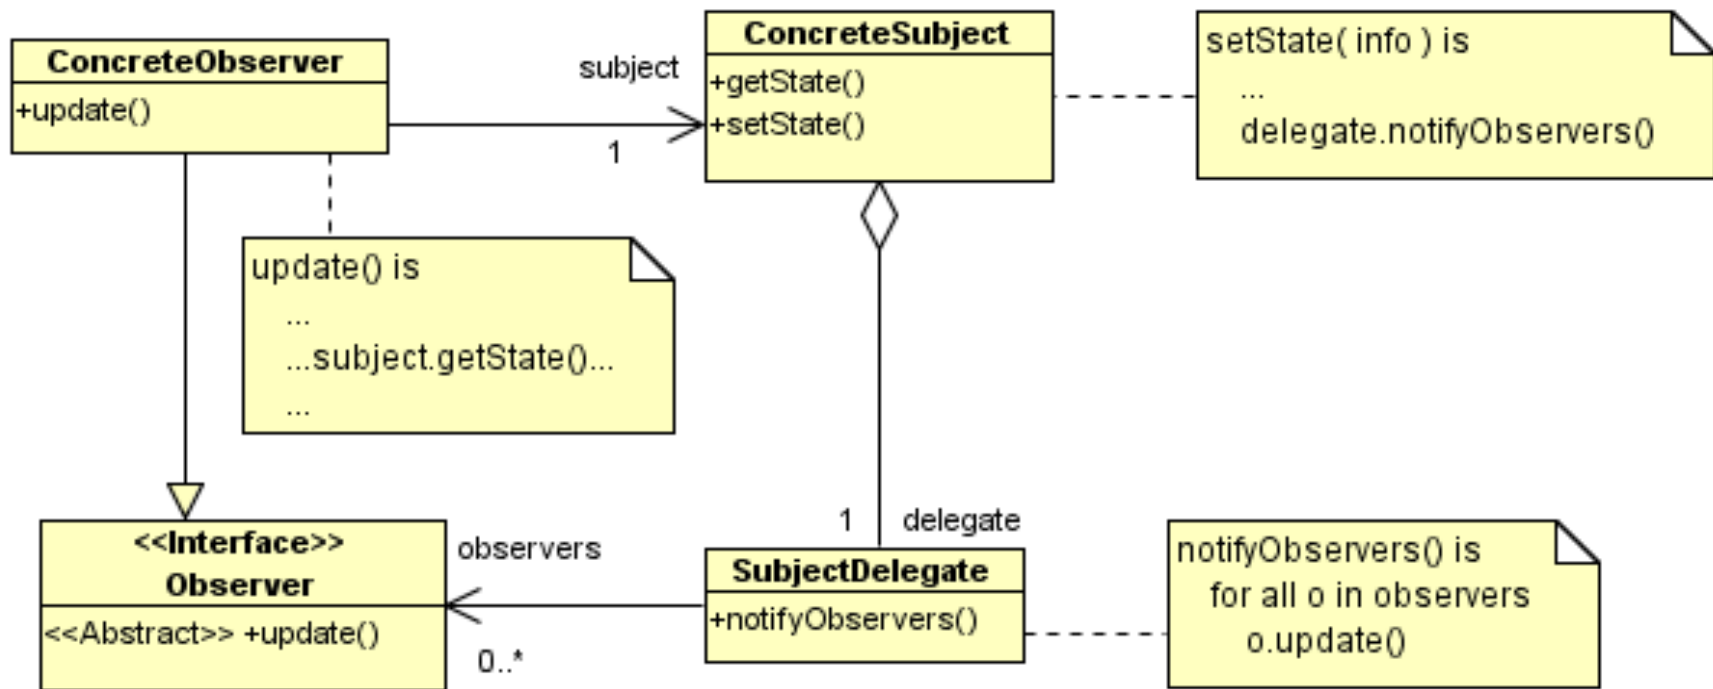 ConcreteObserver
+update()
subject
1
ConcreteSubject
+getState()
+setState()
setState( info ) is
...
delegate.notifyObservers()
update() is
...
...subject.getState()...
...
1
delegate
<<Interface>>
Observer
<<Abstract>> +update()
observers
0..*
SubjectDelegate
+notifyObservers()
notifyObservers() is
for all o in observers
o.update()